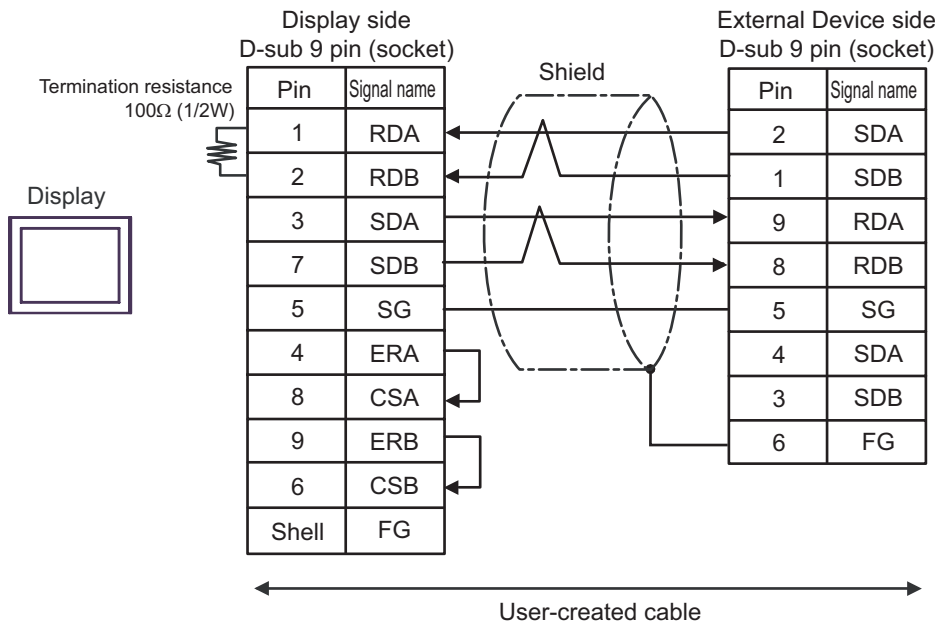 Display side
D-sub 9 pin (socket)
External Device side
D-sub 9 pin (socket)
Shield
Termination resistance
100Ω (1/2W)
Display
Pin Signal name
1 RDA
2 RDB
3 SDA
7 SDB
5 SG
4 ERA
8 CSA
9 ERB
6 CSB
Shell FG
Pin Signal name
2 SDA
1 SDB
9 RDA
8 RDB
5 SG
4 SDA
3 SDB
6 FG
User-created cable